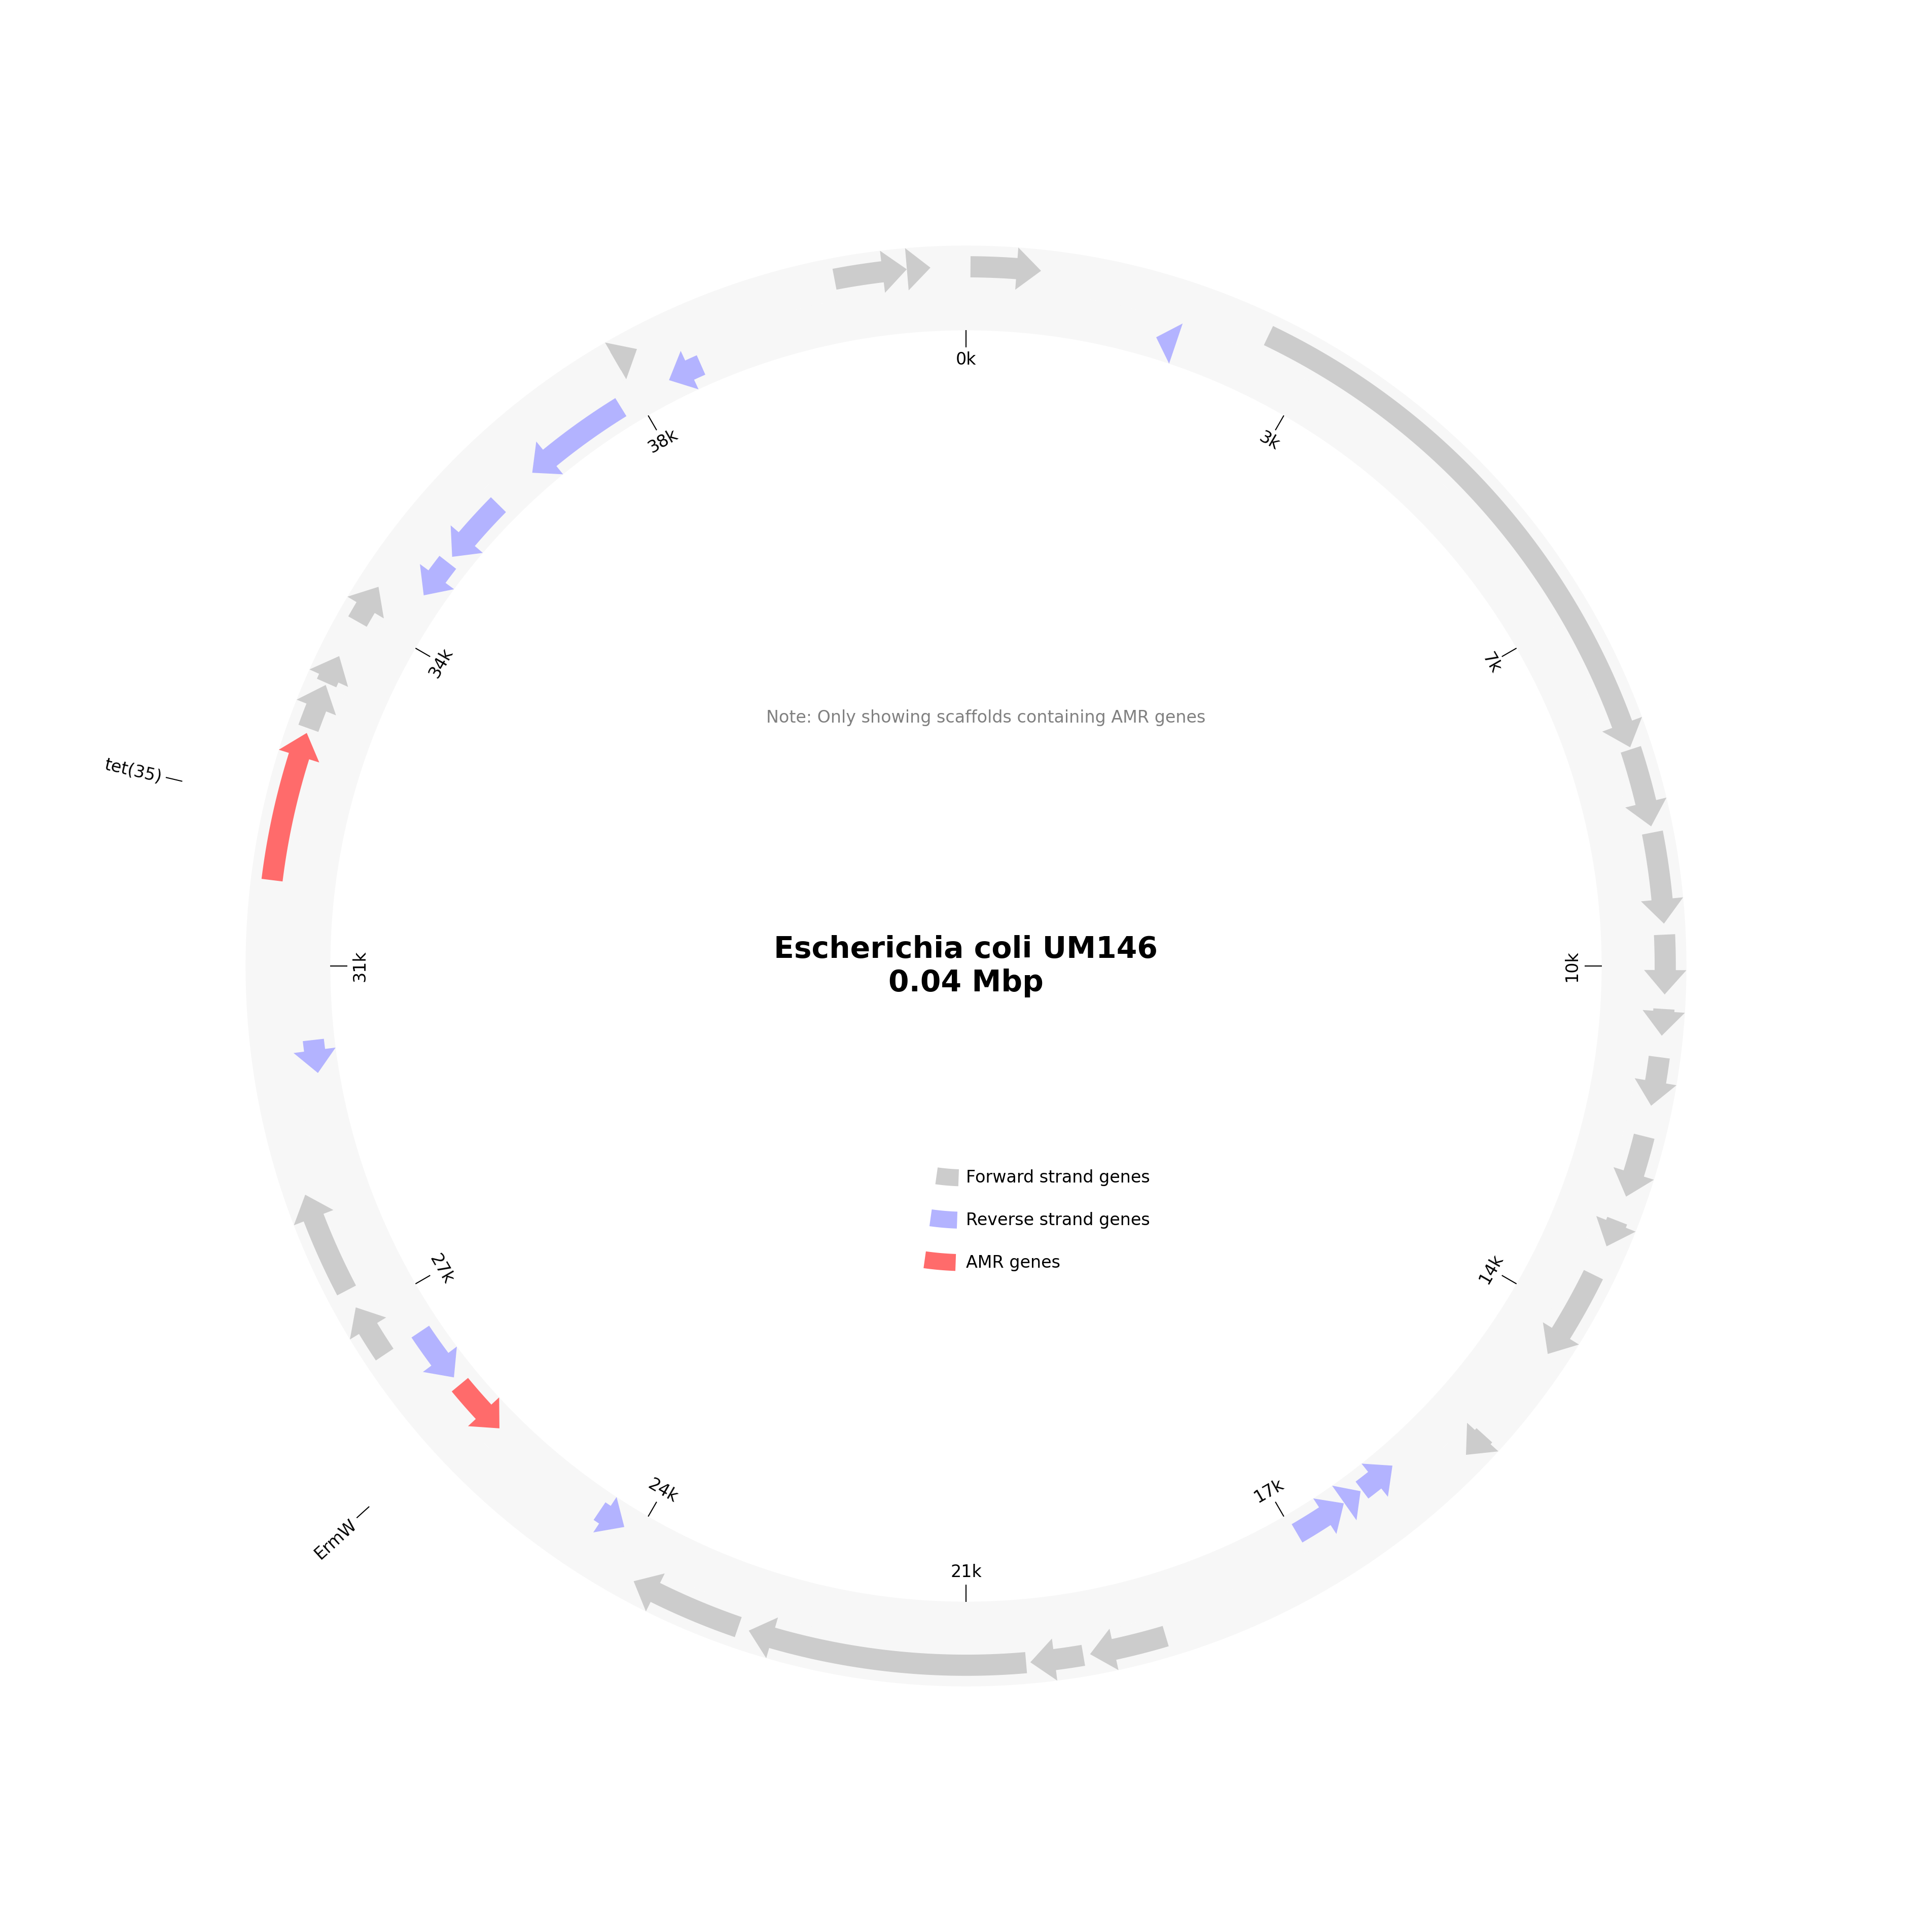 0k
38k
3k
34k
7k
Note: Only showing scaffolds containing AMR genes
tet(35)
Escherichia coli UM146
0.04 Mbp
31k
10k
Forward strand genes
Reverse strand genes
AMR genes
27k
14k
24k
17k
ErmW
21k